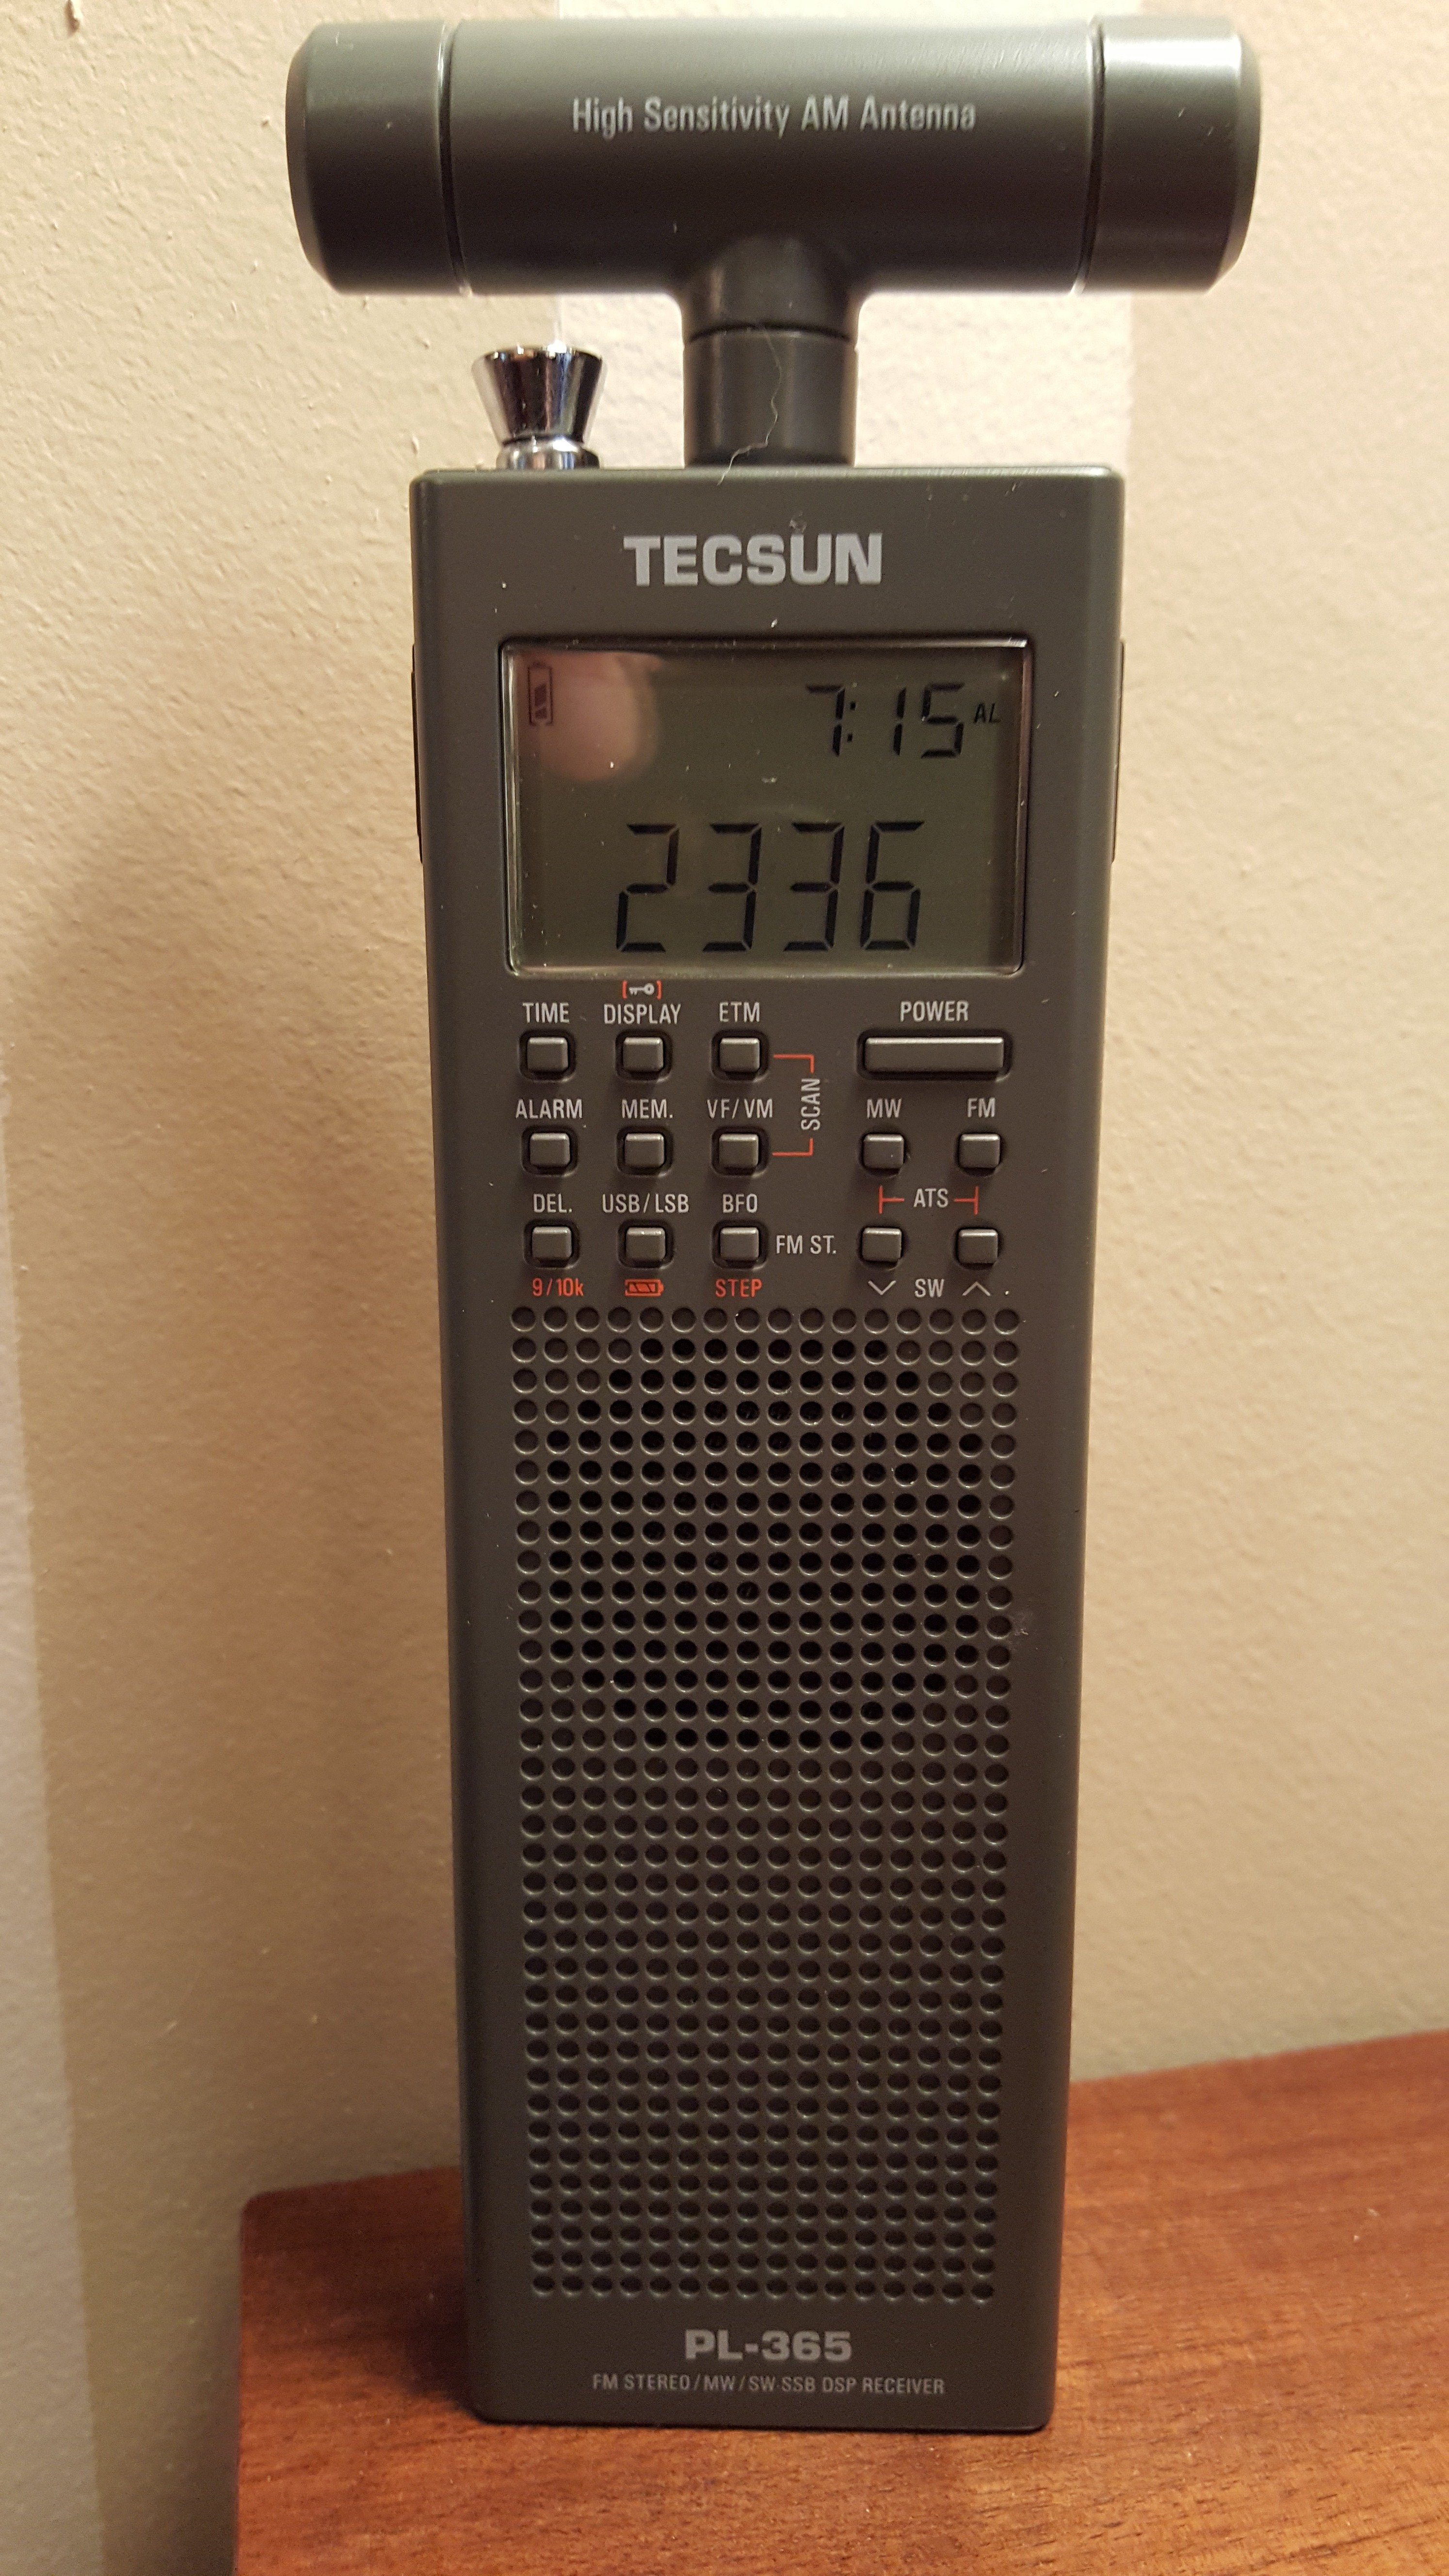 High Sensitivity AM Antenna
TECSUN
7:15 AL
2336
TIME DISPLAY ETM POWER
SCAN
ALARM MEM. VF/VM MW FM
ATS
DEL. USB/LSB BFO
FM ST.
9/10k STEP SW
PL-365
FM STEREO/MW/SW-SSB DSP RECEIVER